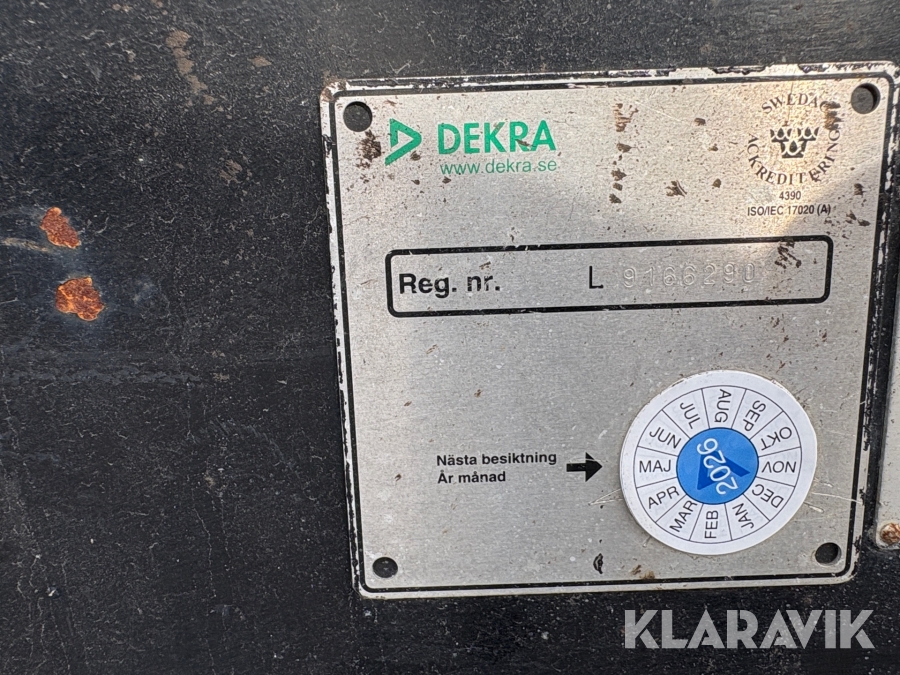 DEKRA
www.dekra.se
SWEDAC
ACKREDITERING
4390
ISO/IEC 17020 (A)
Reg. nr. L 9166290
Nästa besiktning
År månad
2026
JAN
FEB
MAR
APR
MAJ
JUN
JUL
AUG
SEP
OKT
NOV
DEC
KLARAVIK